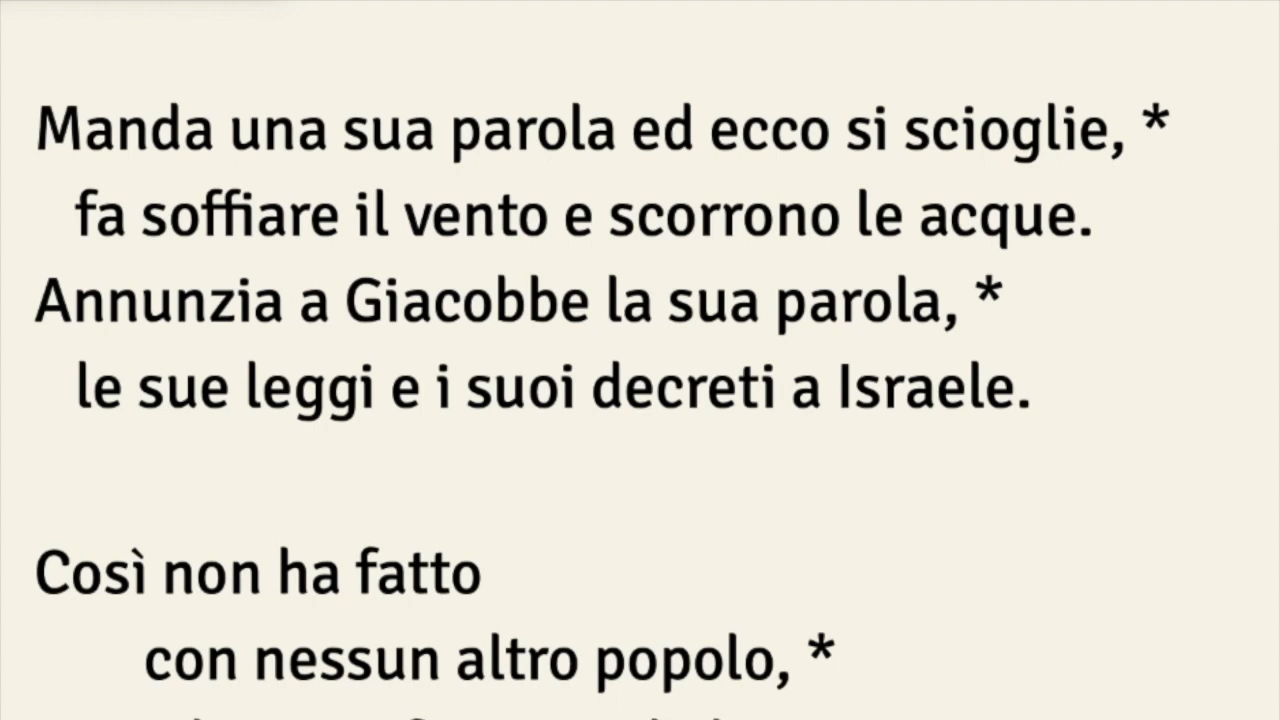 Manda una sua parola ed ecco si scioglie, *
fa soffiare il vento e scorrono le acque.
Annunzia a Giacobbe la sua parola, *
le sue leggi e i suoi decreti a Israele.
Così non ha fatto
con nessun altro popolo, *